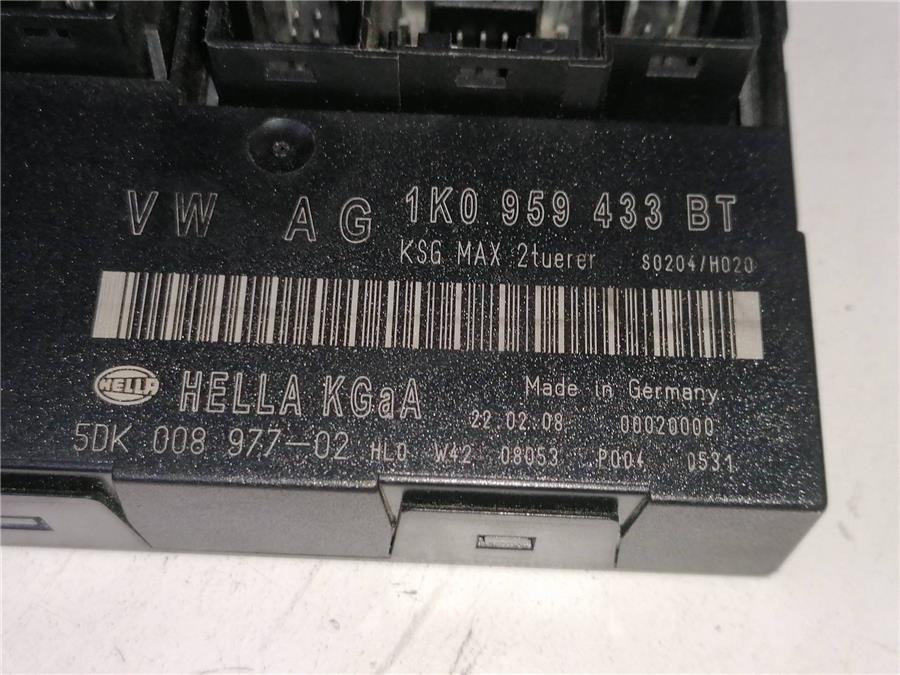 VW AG 1K0 959 433 BT
KSG MAX 2tuerer S0204/H020
HELLA HELLA KGaA Made in Germany
22.02.08 00020000
5DK 008 977-02 HL0 W42 08053 P004 0531